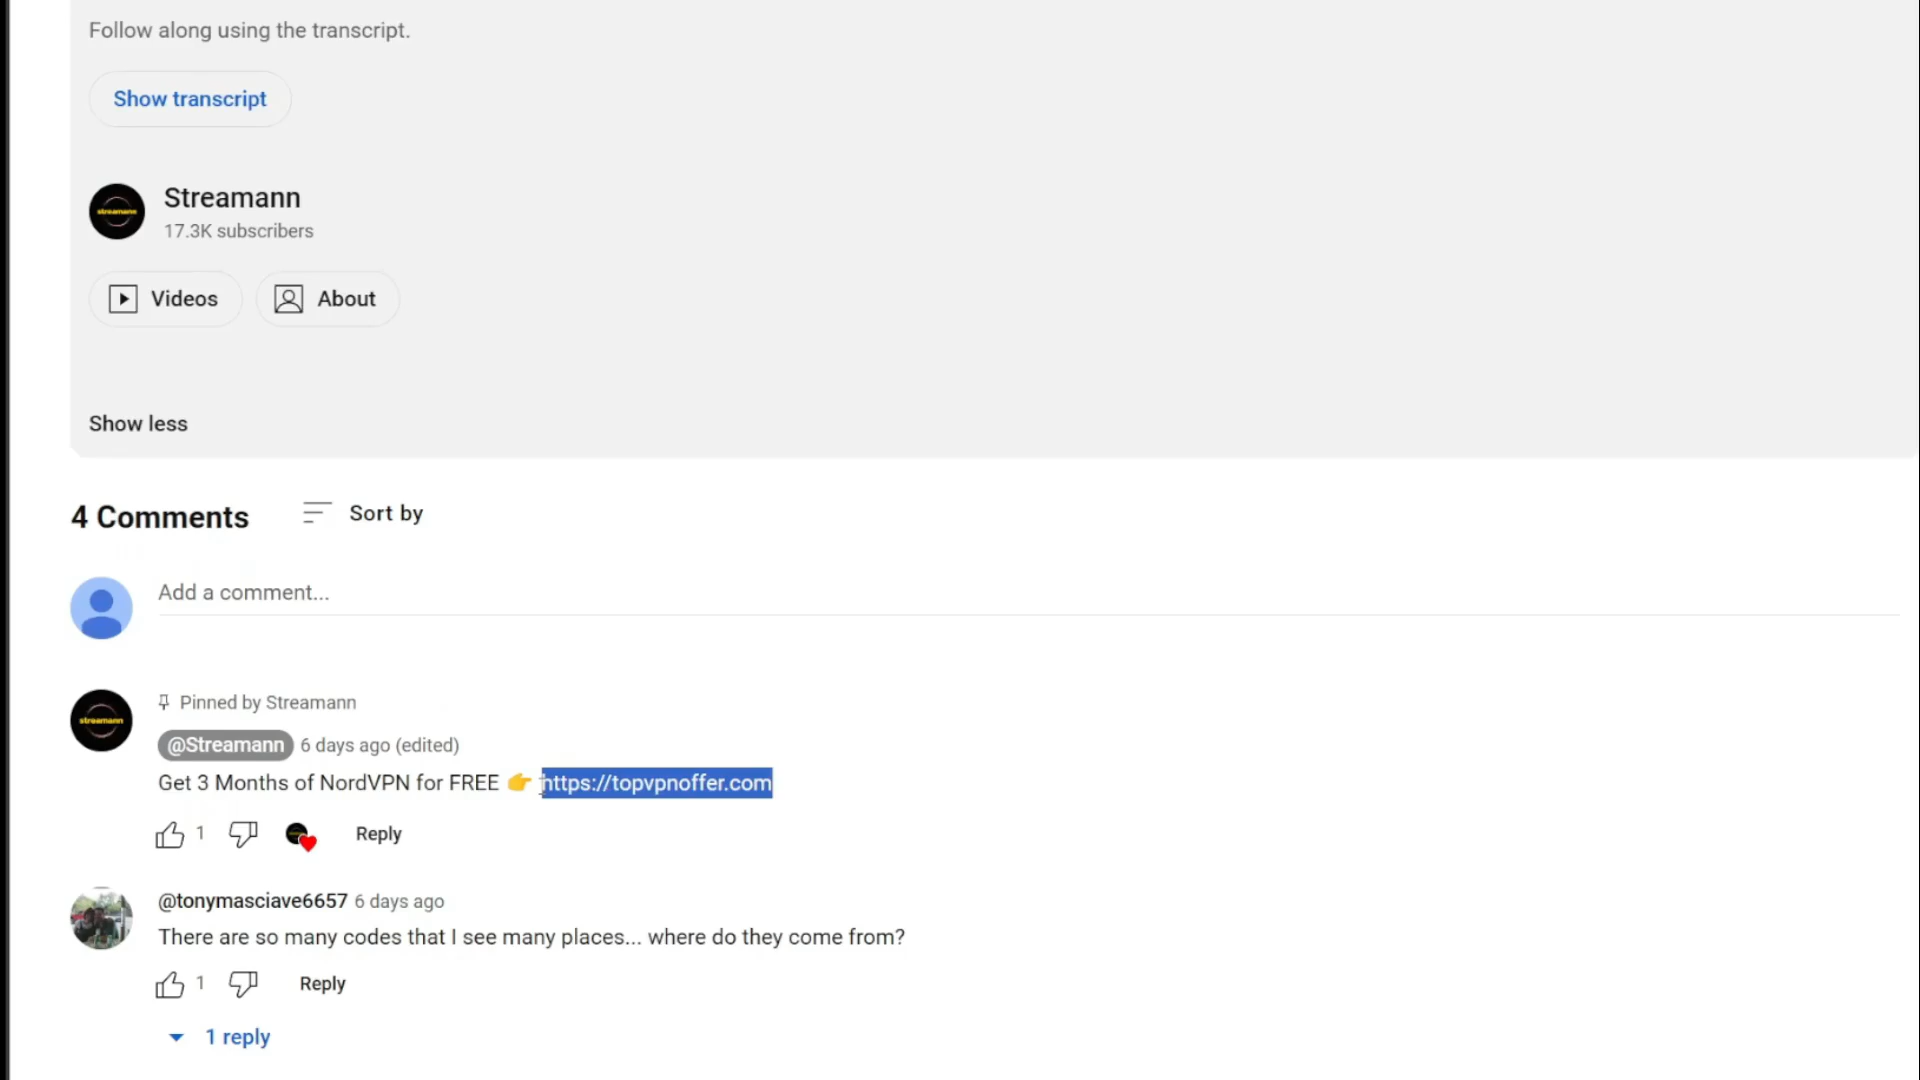 Follow along using the transcript.
Show transcript
streamann
Streamann
17.3K subscribers
Videos
About
Show less
4 Comments
Sort by
Add a comment...
Pinned by Streamann
streamann
@Streamann 6 days ago (edited)
Get 3 Months of NordVPN for FREE 👉 https://topvpnoffer.com
1
Reply
@tonymasciave6657 6 days ago
There are so many codes that I see many places... where do they come from?
1
Reply
1 reply